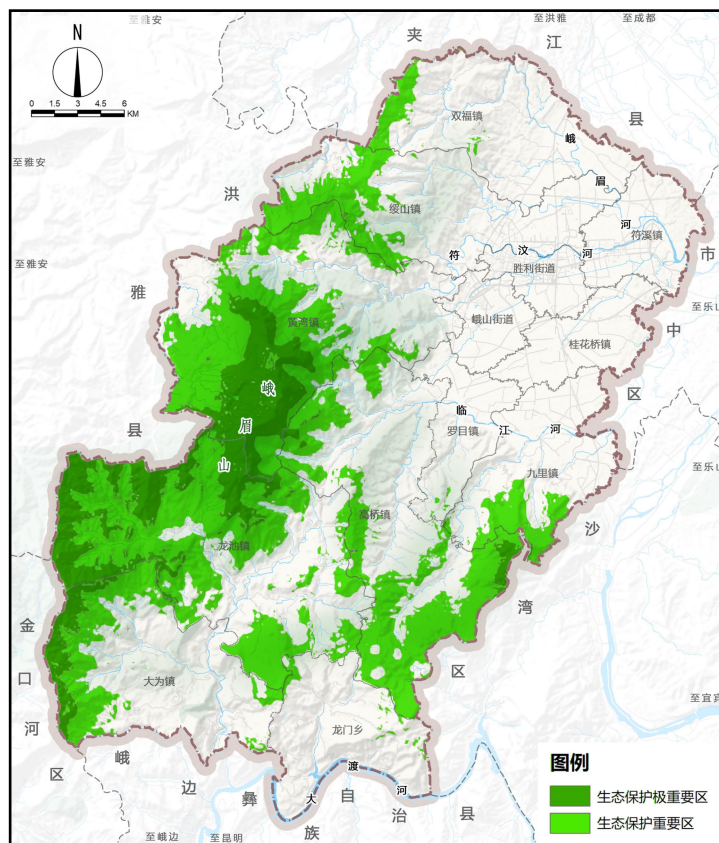 至雅安
至洪雅
至成都
N
夹
江
县
0 1.5 3 4.5 6
KM
双福镇
峨
眉
河
至雅安
洪
绥山镇
符溪镇
符
汶
河
市
胜利街道
至雅安
雅
黄湾镇
峨山街道
至乐山
中
桂花桥镇
峨
眉
山
区
临
江
河
罗目镇
县
九里镇
至乐山
高桥镇
沙
龙池镇
湾
金
口
河
区
区
大为镇
至宜宾
龙门乡
峨
边
彝
族
自
治
县
大
渡
河
至峨边
至昆明
图例
生态保护极重要区
生态保护重要区